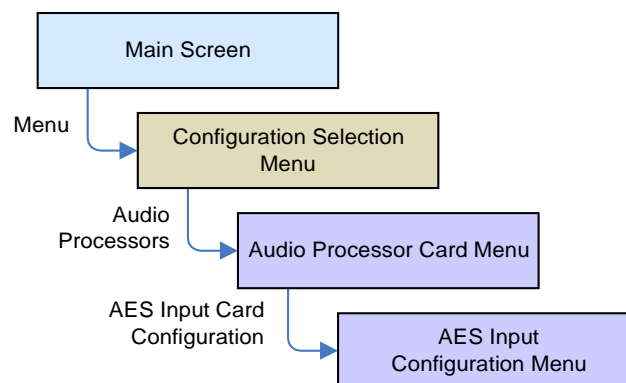 Main Screen
Menu
Configuration Selection
Menu
Audio
Processors
Audio Processor Card Menu
AES Input Card
Configuration
AES Input
Configuration Menu